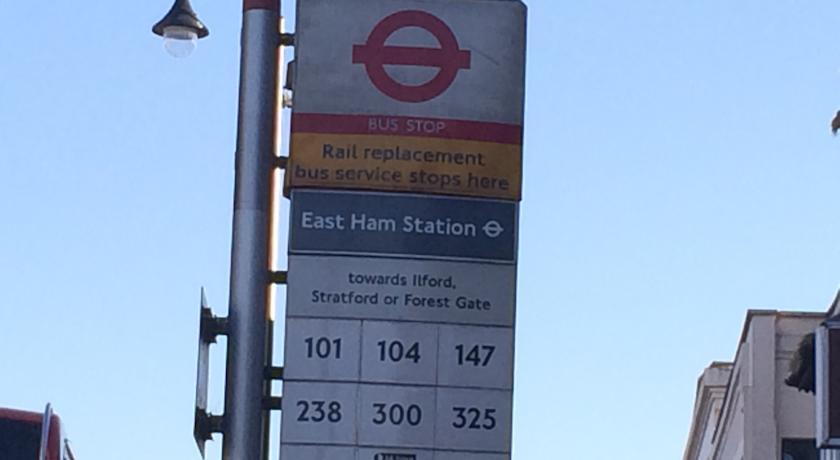 BUS STOP
Rail replacement
bus service stops here
East Ham Station
towards Ilford,
Stratford or Forest Gate
101 104 147
238 300 325